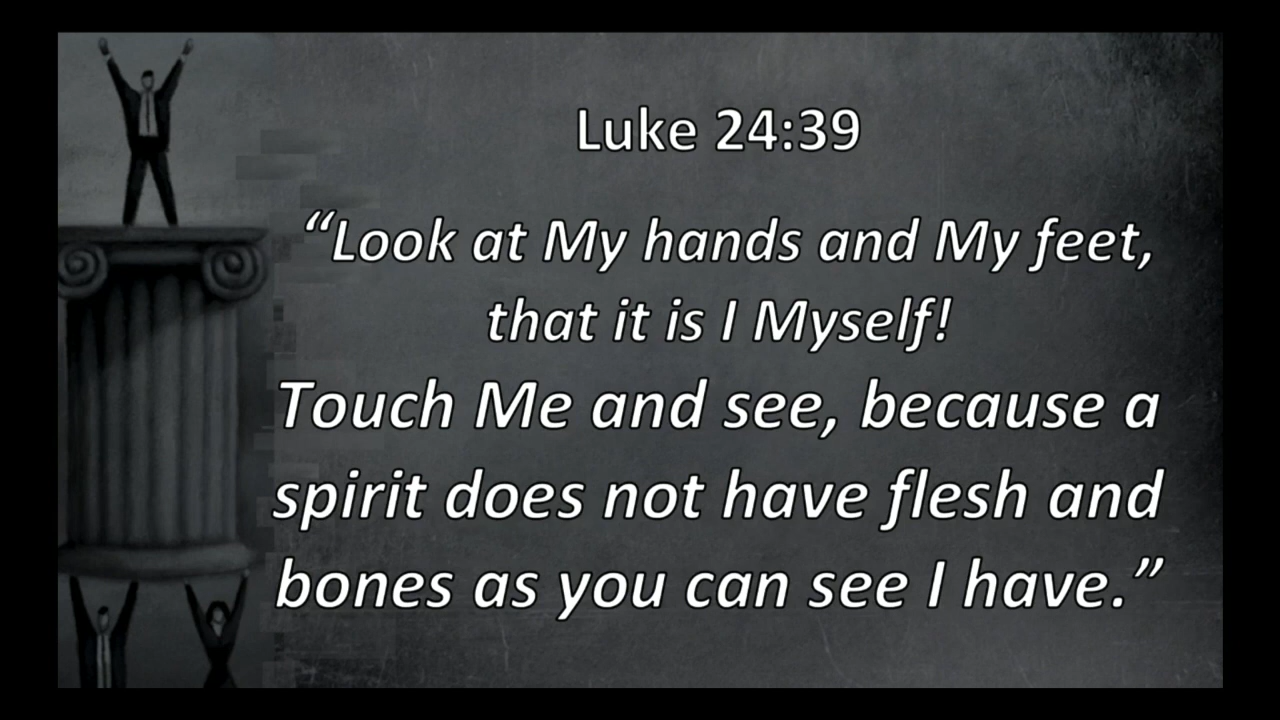 Luke 24:39
“Look at My hands and My feet,
that it is I Myself!
Touch Me and see, because a
spirit does not have flesh and
bones as you can see I have.”